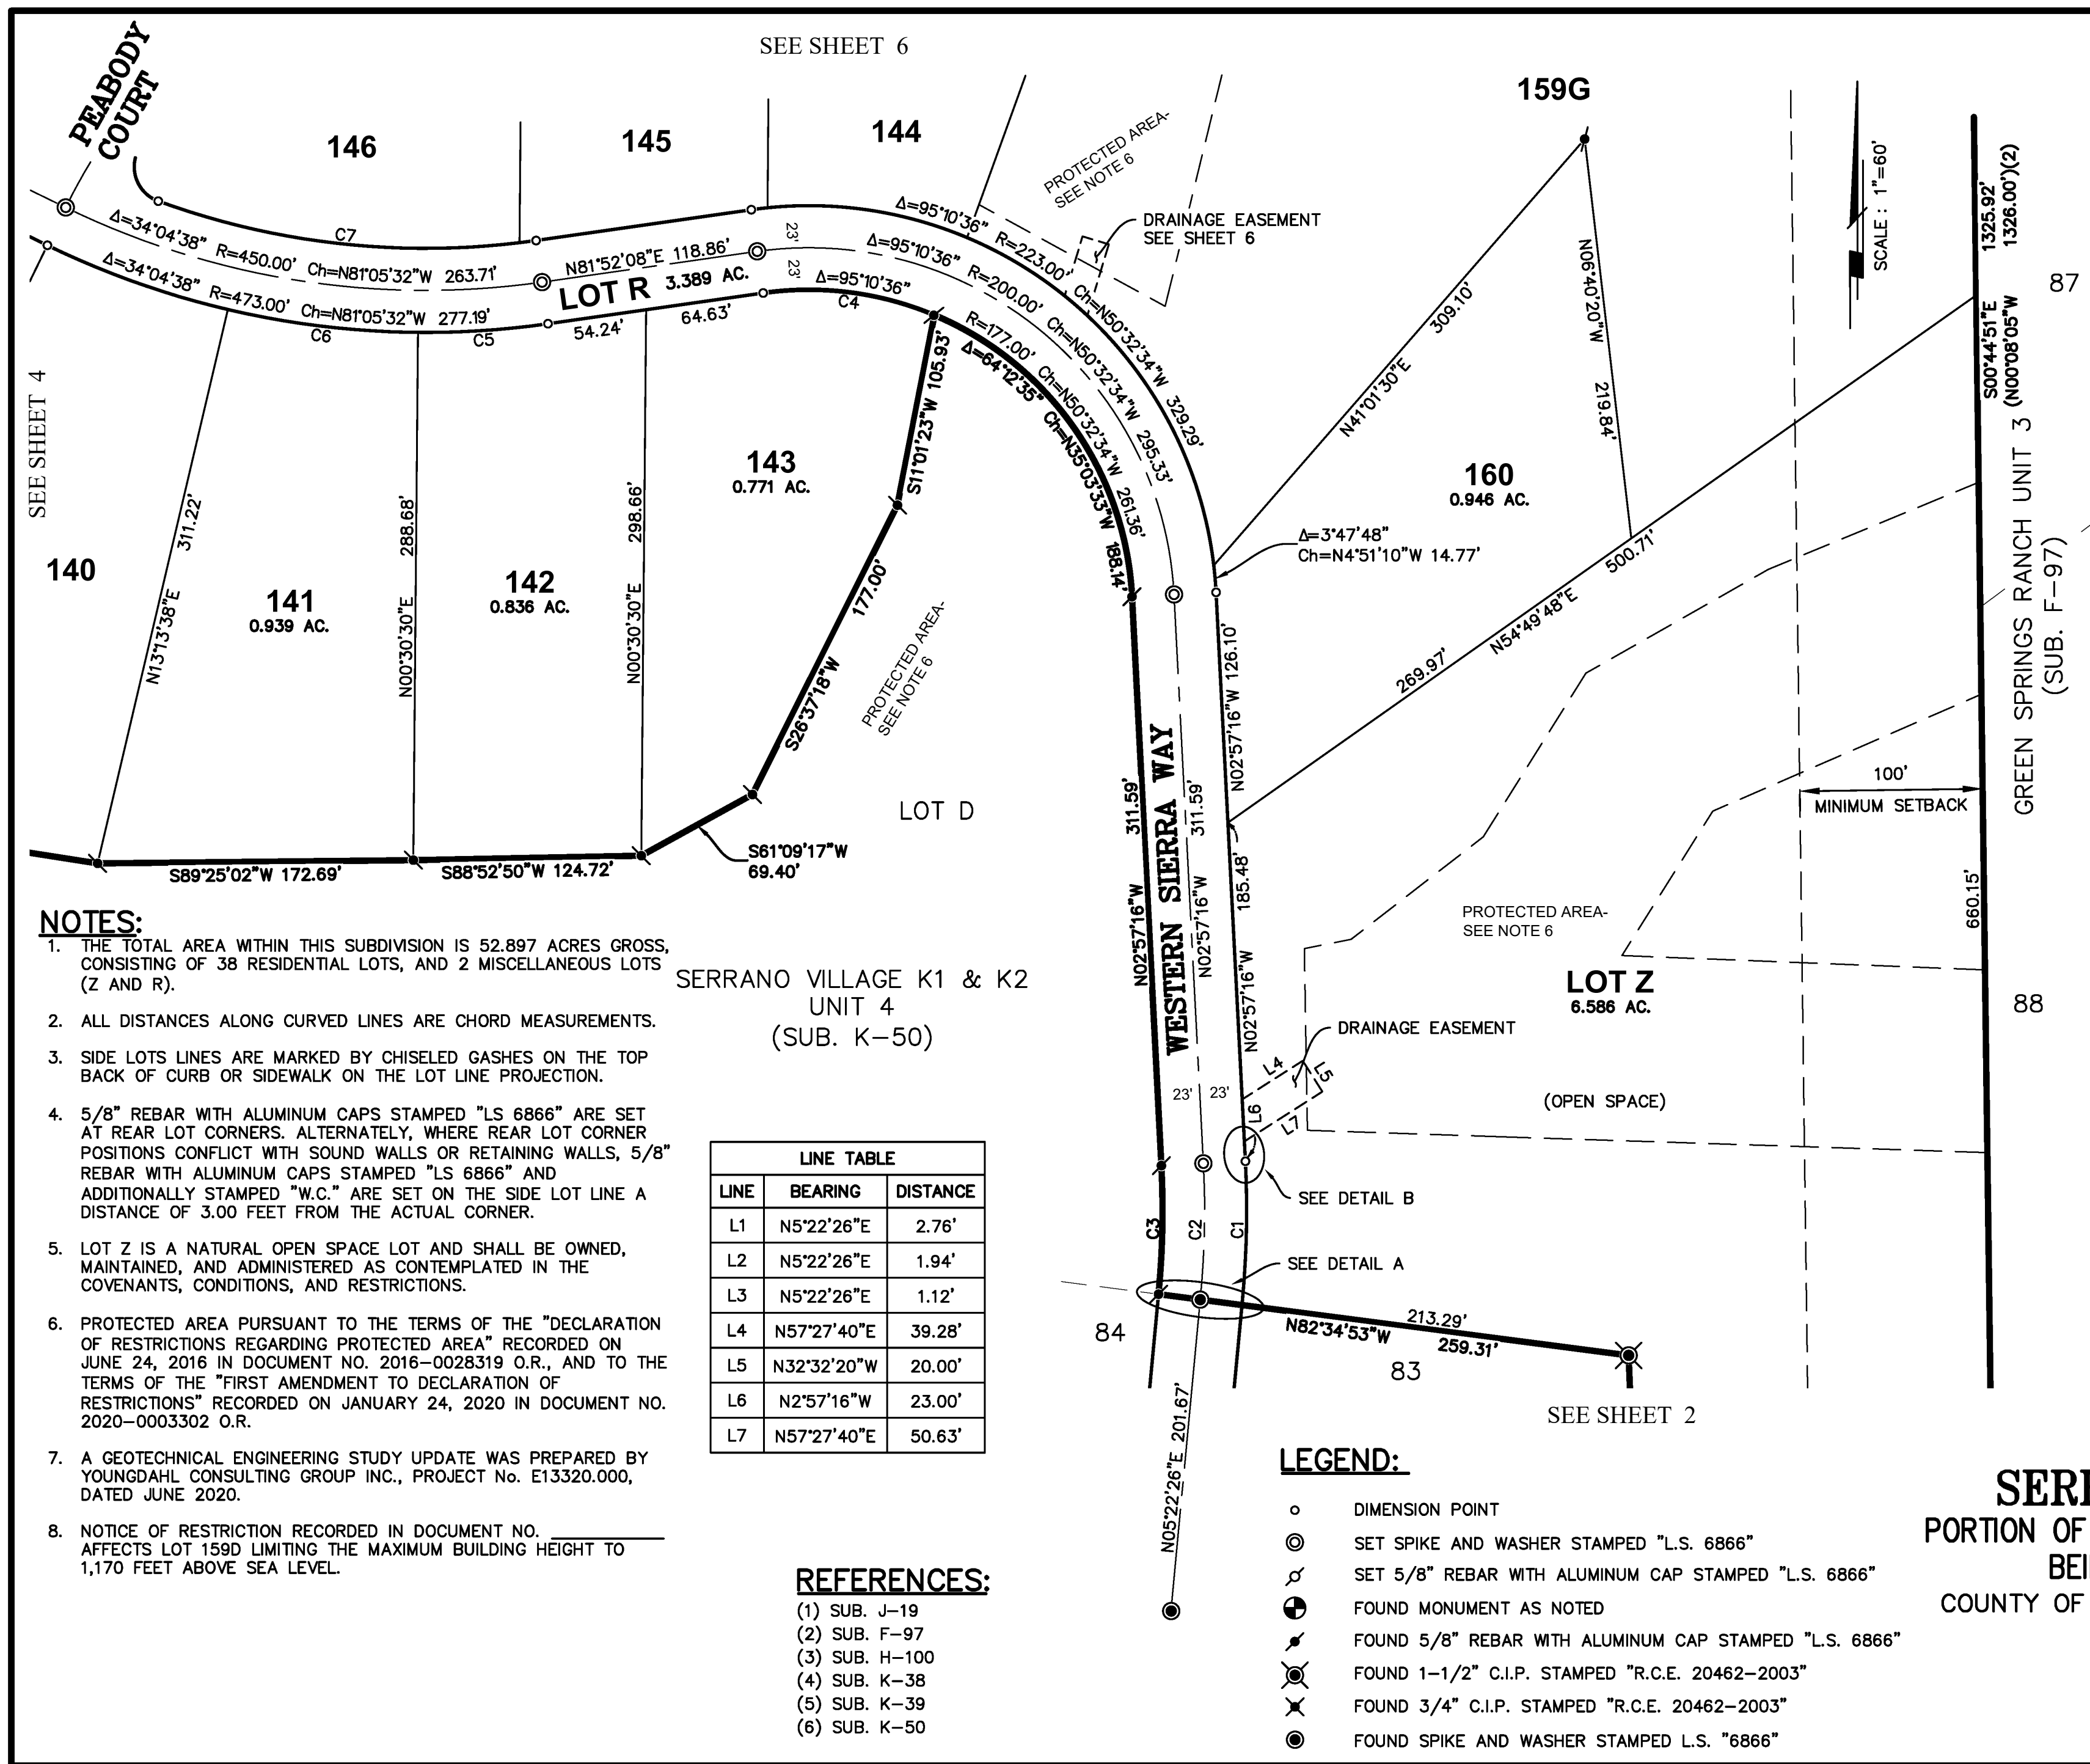 SEE SHEET 6
PEABODY
COURT
146
145
144
159G
PROTECTED AREA-
SEE NOTE 6
DRAINAGE EASEMENT
SEE SHEET 6
SCALE : 1"=60'
1325.92'
1326.00')(2)
S00°44'51"E
(N00°08'05"W
87
GREEN SPRINGS RANCH UNIT 3
(SUB. F-97)
C7
Δ=34°04'38" R=450.00' Ch=N81°05'32"W 263.71'
Δ=34°04'38" R=473.00' Ch=N81°05'32"W 277.19'
C6
C5
N81°52'08"E 118.86'
LOT R 3.389 AC.
54.24'
64.63'
23'
23'
Δ=95°10'36" R=223.00' Ch=N50°32'34"W 329.29'
Δ=95°10'36" R=200.00' Ch=N50°32'34"W 295.33'
Δ=95°10'36"
C4
R=177.00' Ch=N50°32'34"W 261.36'
Δ=64°12'35" Ch=N35°03'33"W 188.14'
S11°01'23"W 105.93'
N41°01'30"E 309.10'
N06°40'20"W 219.84'
160
0.946 AC.
Δ=3°47'48"
Ch=N4°51'10"W 14.77'
500.71'
N54°49'48"E
269.97'
SEE SHEET 4
140
N13°13'38"E 311.22'
141
0.939 AC.
N00°30'30"E 288.68'
142
0.836 AC.
N00°30'30"E 298.66'
143
0.771 AC.
S26°37'18"W 177.00'
PROTECTED AREA-
SEE NOTE 6
LOT D
S61°09'17"W
69.40'
S89°25'02"W 172.69'
S88°52'50"W 124.72'
WESTERN SIERRA WAY
N02°57'16"W 311.59'
N02°57'16"W 311.59'
N02°57'16"W 126.10'
N02°57'16"W 185.48'
100'
MINIMUM SETBACK
660.15'
PROTECTED AREA-
SEE NOTE 6
LOT Z
6.586 AC.
88
DRAINAGE EASEMENT
(OPEN SPACE)
L4
L5
L6
L7
23'
23'
SEE DETAIL B
C3
C2
C1
SEE DETAIL A
84
213.29'
N82°34'53"W 259.31'
83
N05°22'26"E 201.67'
SEE SHEET 2
SERRANO VILLAGE K1 & K2
UNIT 4
(SUB. K-50)
NOTES:
1. THE TOTAL AREA WITHIN THIS SUBDIVISION IS 52.897 ACRES GROSS,
CONSISTING OF 38 RESIDENTIAL LOTS, AND 2 MISCELLANEOUS LOTS
(Z AND R).
2. ALL DISTANCES ALONG CURVED LINES ARE CHORD MEASUREMENTS.
3. SIDE LOTS LINES ARE MARKED BY CHISELED GASHES ON THE TOP
BACK OF CURB OR SIDEWALK ON THE LOT LINE PROJECTION.
4. 5/8" REBAR WITH ALUMINUM CAPS STAMPED "LS 6866" ARE SET
AT REAR LOT CORNERS. ALTERNATELY, WHERE REAR LOT CORNER
POSITIONS CONFLICT WITH SOUND WALLS OR RETAINING WALLS, 5/8"
REBAR WITH ALUMINUM CAPS STAMPED "LS 6866" AND
ADDITIONALLY STAMPED "W.C." ARE SET ON THE SIDE LOT LINE A
DISTANCE OF 3.00 FEET FROM THE ACTUAL CORNER.
5. LOT Z IS A NATURAL OPEN SPACE LOT AND SHALL BE OWNED,
MAINTAINED, AND ADMINISTERED AS CONTEMPLATED IN THE
COVENANTS, CONDITIONS, AND RESTRICTIONS.
6. PROTECTED AREA PURSUANT TO THE TERMS OF THE "DECLARATION
OF RESTRICTIONS REGARDING PROTECTED AREA" RECORDED ON
JUNE 24, 2016 IN DOCUMENT NO. 2016-0028319 O.R., AND TO THE
TERMS OF THE "FIRST AMENDMENT TO DECLARATION OF
RESTRICTIONS" RECORDED ON JANUARY 24, 2020 IN DOCUMENT NO.
2020-0003302 O.R.
7. A GEOTECHNICAL ENGINEERING STUDY UPDATE WAS PREPARED BY
YOUNGDAHL CONSULTING GROUP INC., PROJECT No. E13320.000,
DATED JUNE 2020.
8. NOTICE OF RESTRICTION RECORDED IN DOCUMENT NO. ____________
AFFECTS LOT 159D LIMITING THE MAXIMUM BUILDING HEIGHT TO
1,170 FEET ABOVE SEA LEVEL.
LINE TABLE
LINE BEARING DISTANCE
L1 N5°22'26"E 2.76'
L2 N5°22'26"E 1.94'
L3 N5°22'26"E 1.12'
L4 N57°27'40"E 39.28'
L5 N32°32'20"W 20.00'
L6 N2°57'16"W 23.00'
L7 N57°27'40"E 50.63'
REFERENCES:
(1) SUB. J-19
(2) SUB. F-97
(3) SUB. H-100
(4) SUB. K-38
(5) SUB. K-39
(6) SUB. K-50
LEGEND:
DIMENSION POINT
SET SPIKE AND WASHER STAMPED "L.S. 6866"
SET 5/8" REBAR WITH ALUMINUM CAP STAMPED "L.S. 6866"
FOUND MONUMENT AS NOTED
FOUND 5/8" REBAR WITH ALUMINUM CAP STAMPED "L.S. 6866"
FOUND 1-1/2" C.I.P. STAMPED "R.C.E. 20462-2003"
FOUND 3/4" C.I.P. STAMPED "R.C.E. 20462-2003"
FOUND SPIKE AND WASHER STAMPED L.S. "6866"
PORTION OF
COUNTY OF